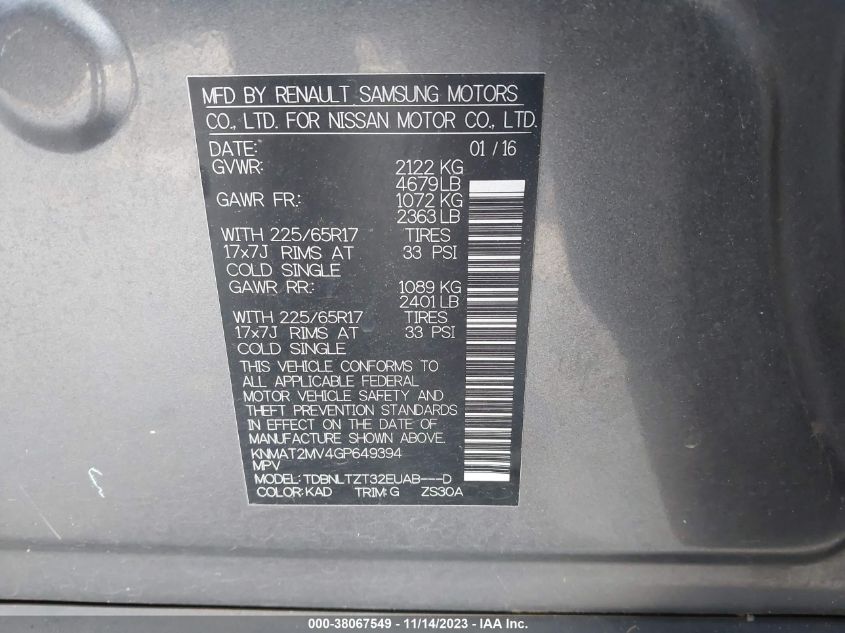 MFD BY RENAULT SAMSUNG MOTORS
CO., LTD. FOR NISSAN MOTOR CO., LTD.
DATE: 01 / 16
GVWR: 2122 KG
4679 LB
GAWR FR.: 1072 KG
2363 LB
WITH 225/65R17 TIRES
17x7J RIMS AT 33 PSI
COLD SINGLE
GAWR RR.: 1089 KG
2401 LB
WITH 225/65R17 TIRES
17x7J RIMS AT 33 PSI
COLD SINGLE
THIS VEHICLE CONFORMS TO
ALL APPLICABLE FEDERAL
MOTOR VEHICLE SAFETY AND
THEFT PREVENTION STANDARDS
IN EFFECT ON THE DATE OF
MANUFACTURE SHOWN ABOVE.
KNMAT2MV4GP649394
MPV
MODEL: TDBNLTZT32EUAB---D
COLOR: KAD TRIM: G ZS30A
000-38067549 - 11/14/2023 - IAA Inc.